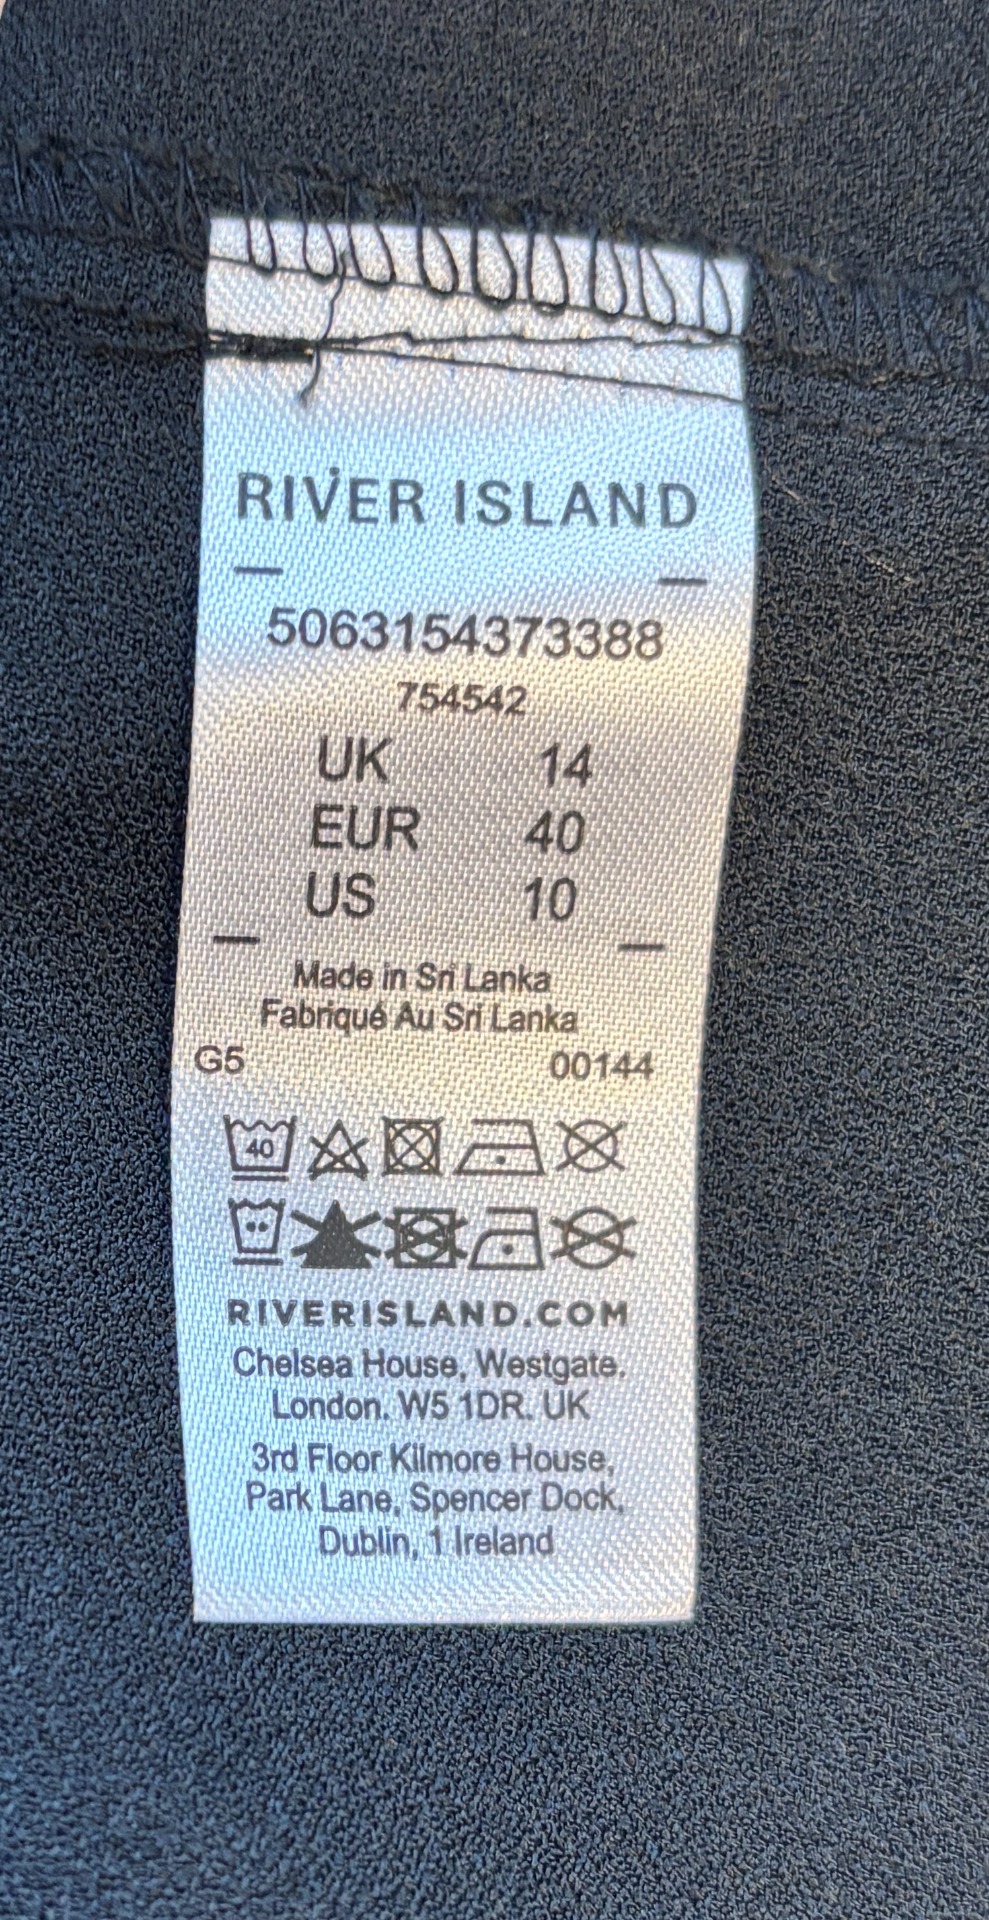 RIVER ISLAND
5063154373388
754542
UK 14
EUR 40
US 10
Made in Sri Lanka
Fabriqué Au Sri Lanka
G5 00144
40
RIVERISLAND.COM
Chelsea House, Westgate,
London. W5 1DR. UK
3rd Floor Kilmore House,
Park Lane, Spencer Dock,
Dublin, 1 Ireland